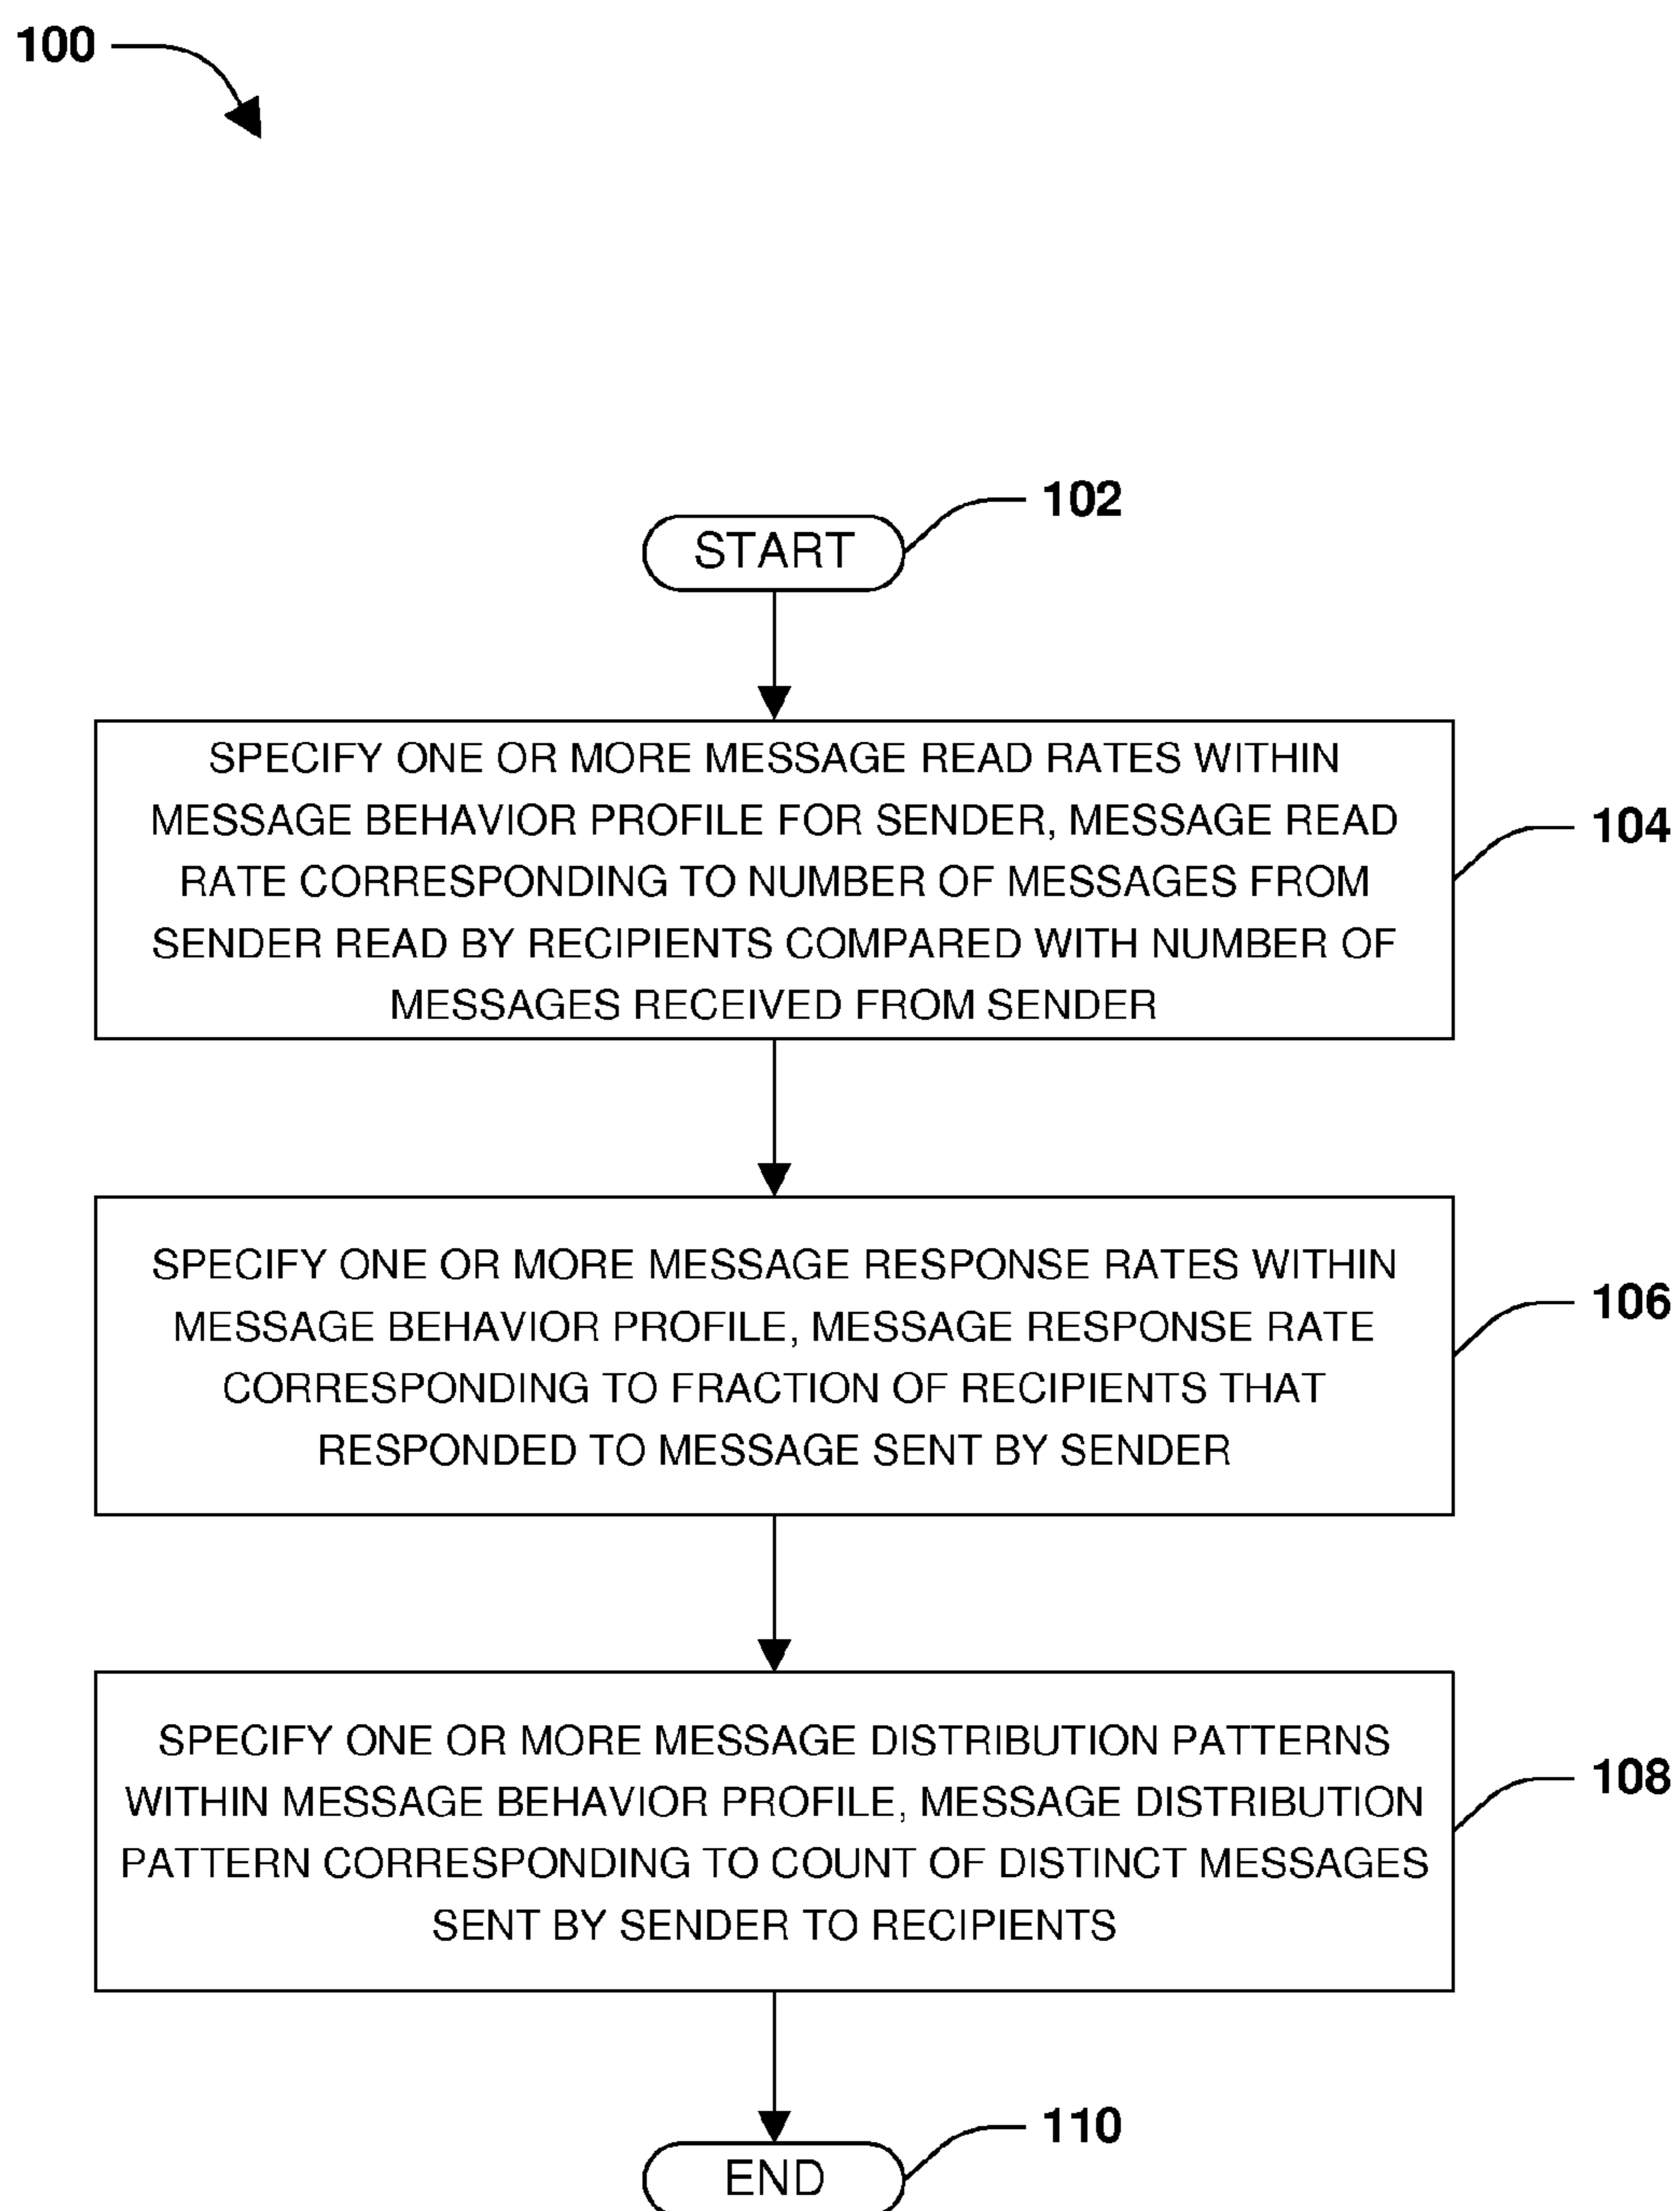 100
102
START
SPECIFY ONE OR MORE MESSAGE READ RATES WITHIN
MESSAGE BEHAVIOR PROFILE FOR SENDER, MESSAGE READ
RATE CORRESPONDING TO NUMBER OF MESSAGES FROM
SENDER READ BY RECIPIENTS COMPARED WITH NUMBER OF
MESSAGES RECEIVED FROM SENDER
104
SPECIFY ONE OR MORE MESSAGE RESPONSE RATES WITHIN
MESSAGE BEHAVIOR PROFILE, MESSAGE RESPONSE RATE
CORRESPONDING TO FRACTION OF RECIPIENTS THAT
RESPONDED TO MESSAGE SENT BY SENDER
106
SPECIFY ONE OR MORE MESSAGE DISTRIBUTION PATTERNS
WITHIN MESSAGE BEHAVIOR PROFILE, MESSAGE DISTRIBUTION
PATTERN CORRESPONDING TO COUNT OF DISTINCT MESSAGES
SENT BY SENDER TO RECIPIENTS
108
110
END